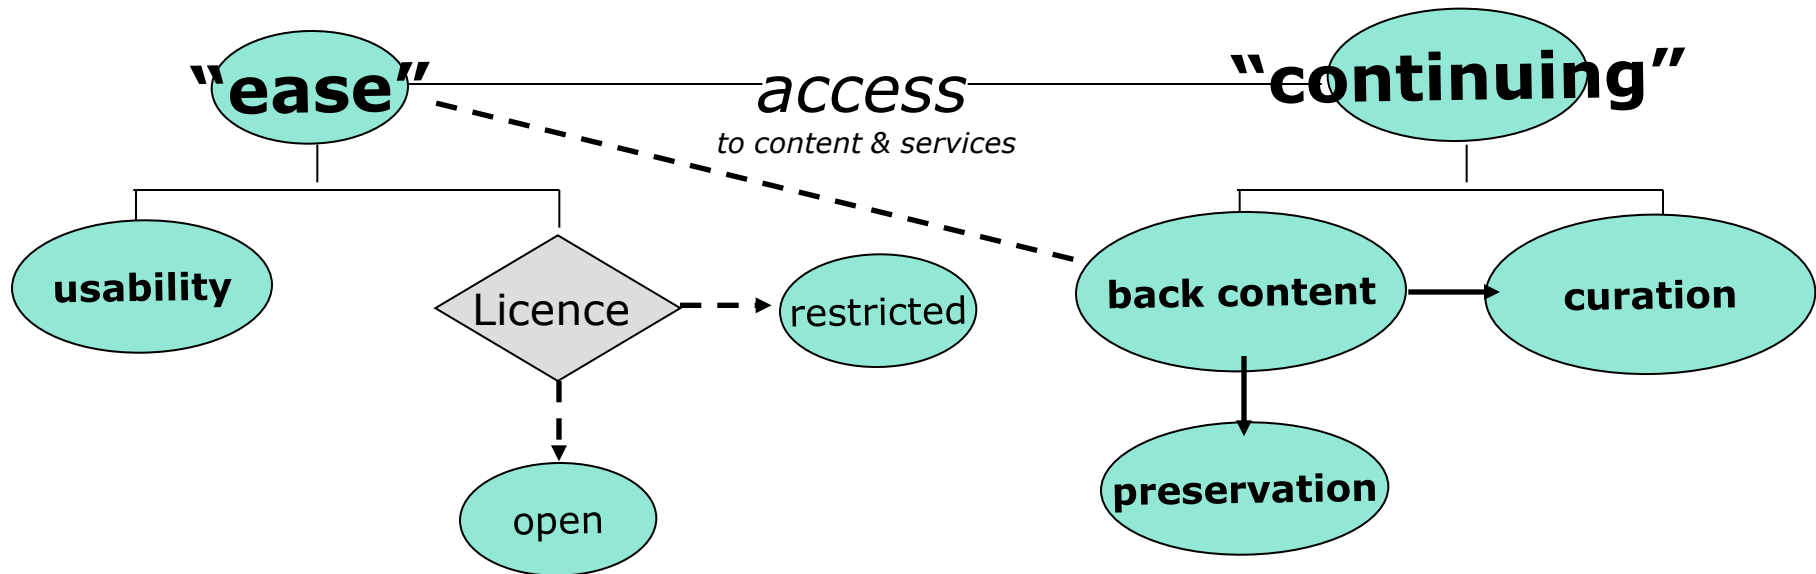 “ease”
access
to content & services
“continuing”
usability
Licence
restricted
back content
curation
open
preservation